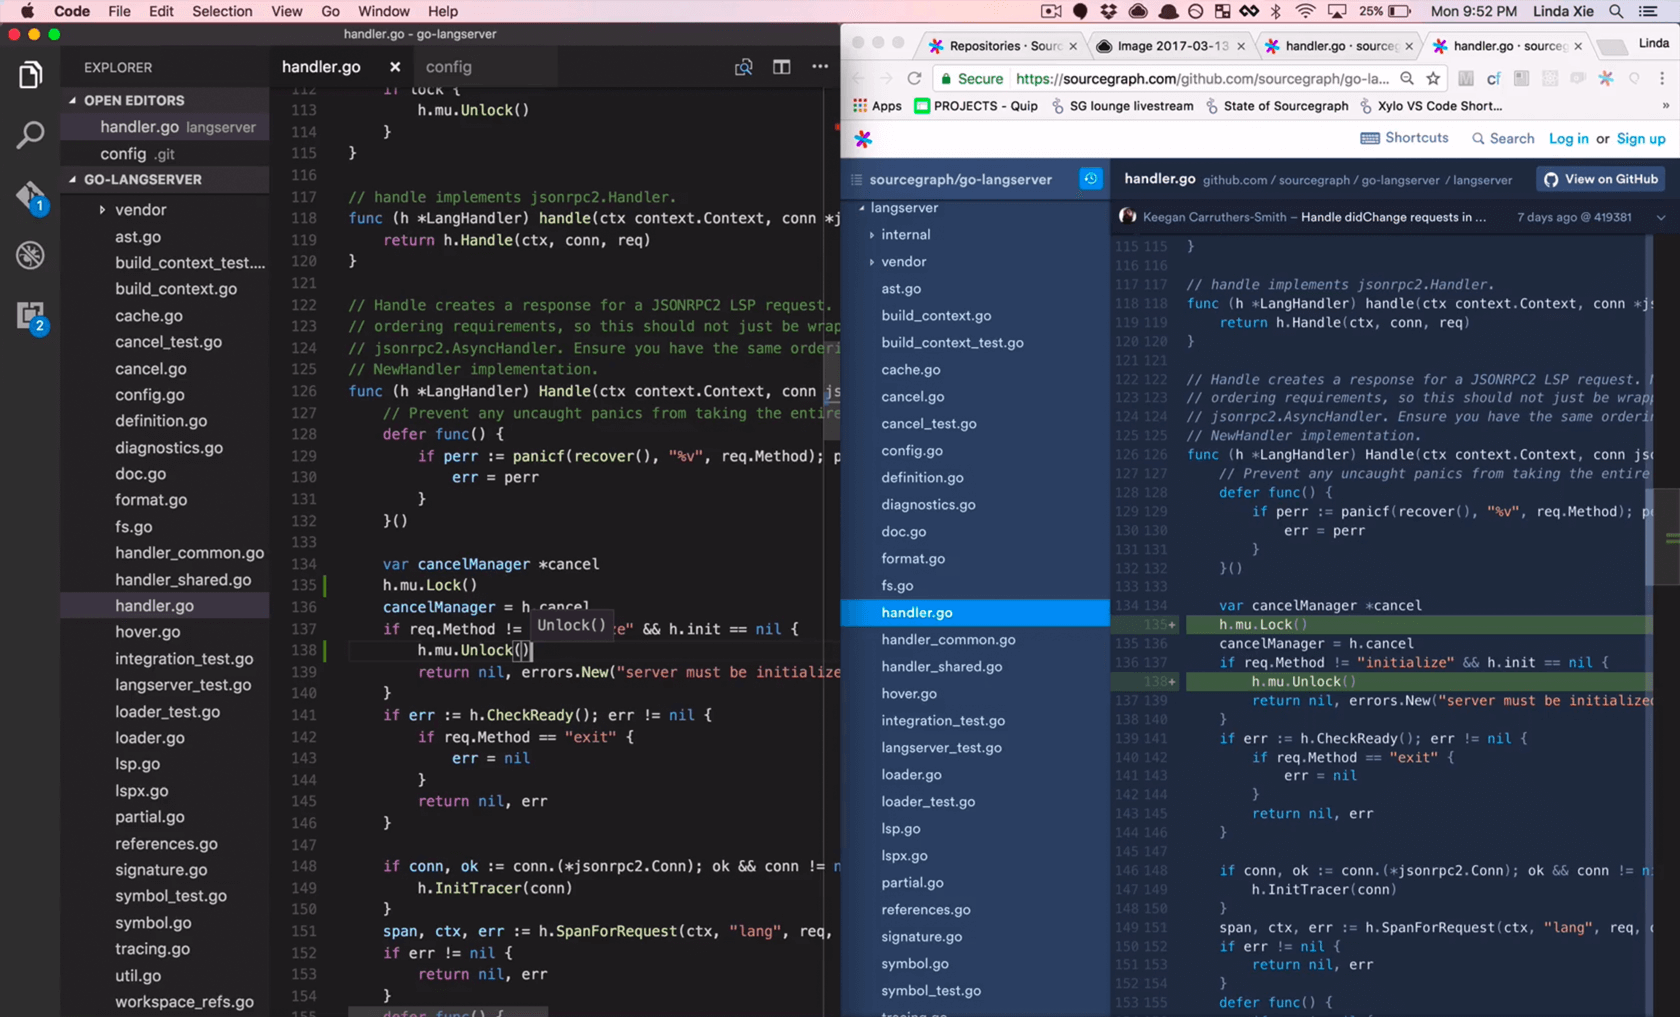 Code File Edit Selection View Go Window Help
25% Mon 9:52 PM Linda Xie
handler.go - go-langserver
EXPLORER
OPEN EDITORS
handler.go langserver
config .git
GO-LANGSERVER
vendor
ast.go
build_context_test....
build_context.go
cache.go
cancel_test.go
cancel.go
config.go
definition.go
diagnostics.go
doc.go
format.go
fs.go
handler_common.go
handler_shared.go
handler.go
hover.go
integration_test.go
langserver_test.go
loader_test.go
loader.go
lsp.go
lspx.go
partial.go
references.go
signature.go
symbol_test.go
symbol.go
tracing.go
util.go
workspace_refs.go
1
2
handler.go × config
112 if lock {
113 h.mu.Unlock()
114 }
115 }
116
117 // handle implements jsonrpc2.Handler.
118 func (h *LangHandler) handle(ctx context.Context, conn *j
119 return h.Handle(ctx, conn, req)
120 }
121
122 // Handle creates a response for a JSONRPC2 LSP request.
123 // ordering requirements, so this should not just be wrap
124 // jsonrpc2.AsyncHandler. Ensure you have the same orderi
125 // NewHandler implementation.
126 func (h *LangHandler) Handle(ctx context.Context, conn js
127 // Prevent any uncaught panics from taking the entire
128 defer func() {
129 if perr := panicf(recover(), "%v", req.Method); p
130 err = perr
131 }
132 }()
133
134 var cancelManager *cancel
135 h.mu.Lock()
136 cancelManager = h.cancel
137 if req.Method != e" && h.init == nil {
Unlock()
138 h.mu.Unlock()
139 return nil, errors.New("server must be initialize
140 }
141 if err := h.CheckReady(); err != nil {
142 if req.Method == "exit" {
143 err = nil
144 }
145 return nil, err
146 }
147
148 if conn, ok := conn.(*jsonrpc2.Conn); ok && conn != n
149 h.InitTracer(conn)
150 }
151 span, ctx, err := h.SpanForRequest(ctx, "lang", req,
152 if err != nil {
153 return nil, err
154 }
155 defer func() {
Repositories · Sourc × Image 2017-03-13 × handler.go · sourceg × handler.go · sourceg × Linda
Secure https://sourcegraph.com/github.com/sourcegraph/go-la...
Apps PROJECTS - Quip SG lounge livestream State of Sourcegraph Xylo VS Code Short... »
Shortcuts Search Log in or Sign up
sourcegraph/go-langserver
langserver
internal
vendor
ast.go
build_context.go
build_context_test.go
cache.go
cancel.go
cancel_test.go
config.go
definition.go
diagnostics.go
doc.go
format.go
fs.go
handler.go
handler_common.go
handler_shared.go
hover.go
integration_test.go
langserver_test.go
loader.go
loader_test.go
lsp.go
lspx.go
partial.go
references.go
signature.go
symbol.go
symbol_test.go
tracing.go
handler.go github.com / sourcegraph / go-langserver / langserver View on GitHub
Keegan Carruthers-Smith – Handle didChange requests in ... 7 days ago @ 419381
115 115 }
116 116
117 117 // handle implements jsonrpc2.Handler.
118 118 func (h *LangHandler) handle(ctx context.Context, conn *js
119 119 return h.Handle(ctx, conn, req)
120 120 }
121 121
122 122 // Handle creates a response for a JSONRPC2 LSP request.
123 123 // ordering requirements, so this should not just be wrapp
124 124 // jsonrpc2.AsyncHandler. Ensure you have the same orderin
125 125 // NewHandler implementation.
126 126 func (h *LangHandler) Handle(ctx context.Context, conn jso
127 127 // Prevent any uncaught panics from taking the entire
128 128 defer func() {
129 129 if perr := panicf(recover(), "%v", req.Method); pe
130 130 err = perr
131 131 }
132 132 }()
133 133
134 134 var cancelManager *cancel
135+ h.mu.Lock()
135 136 cancelManager = h.cancel
136 137 if req.Method != "initialize" && h.init == nil {
138+ h.mu.Unlock()
137 139 return nil, errors.New("server must be initialized
138 140 }
139 141 if err := h.CheckReady(); err != nil {
140 142 if req.Method == "exit" {
141 143 err = nil
142 144 }
143 145 return nil, err
144 146 }
145 147
146 148 if conn, ok := conn.(*jsonrpc2.Conn); ok && conn != ni
147 149 h.InitTracer(conn)
148 150 }
149 151 span, ctx, err := h.SpanForRequest(ctx, "lang", req,
150 152 if err != nil {
151 153 return nil, err
152 154 }
153 155 defer func() {